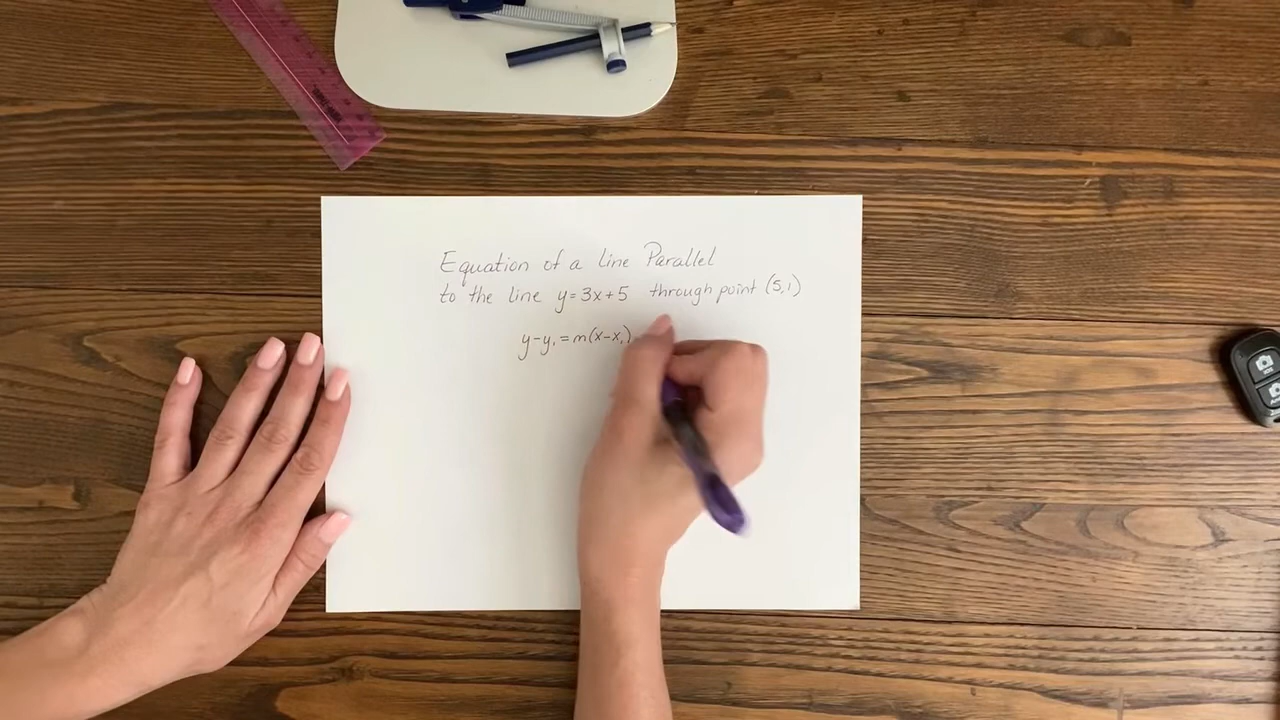 Equation of a line Parallel
to the line y=3x+5 through point (5,1)
y-y₁=m(x-x₁)